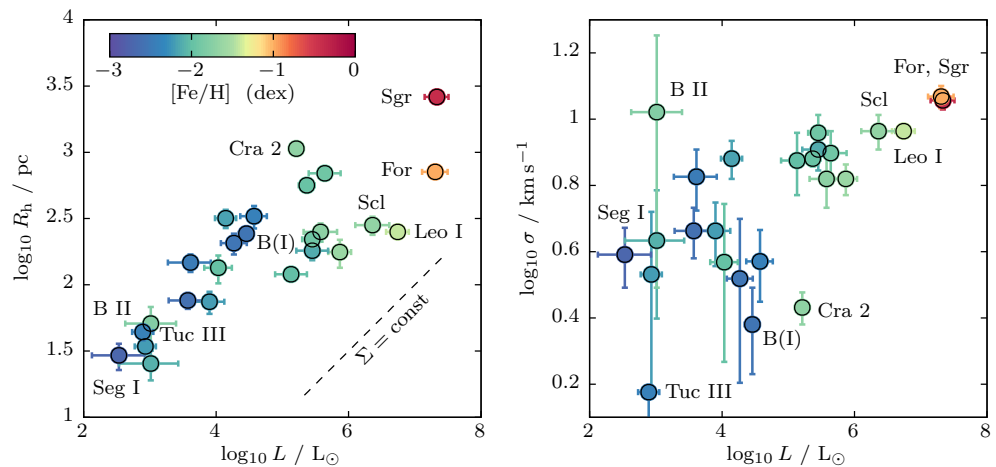 4
3.5
3
2.5
2
1.5
1
log10 Rh / pc
−3 −2 −1 0
[Fe/H] (dex)
Sgr
Cra 2
For
Scl
Leo I
B(I)
B II
Tuc III
Seg I
Σ = const
2 4 6 8
log10 L / L⊙
1.2
1
0.8
0.6
0.4
0.2
log10 σ / km s−1
For, Sgr
B II
Scl
Leo I
Seg I
Cra 2
B(I)
Tuc III
2 4 6 8
log10 L / L⊙